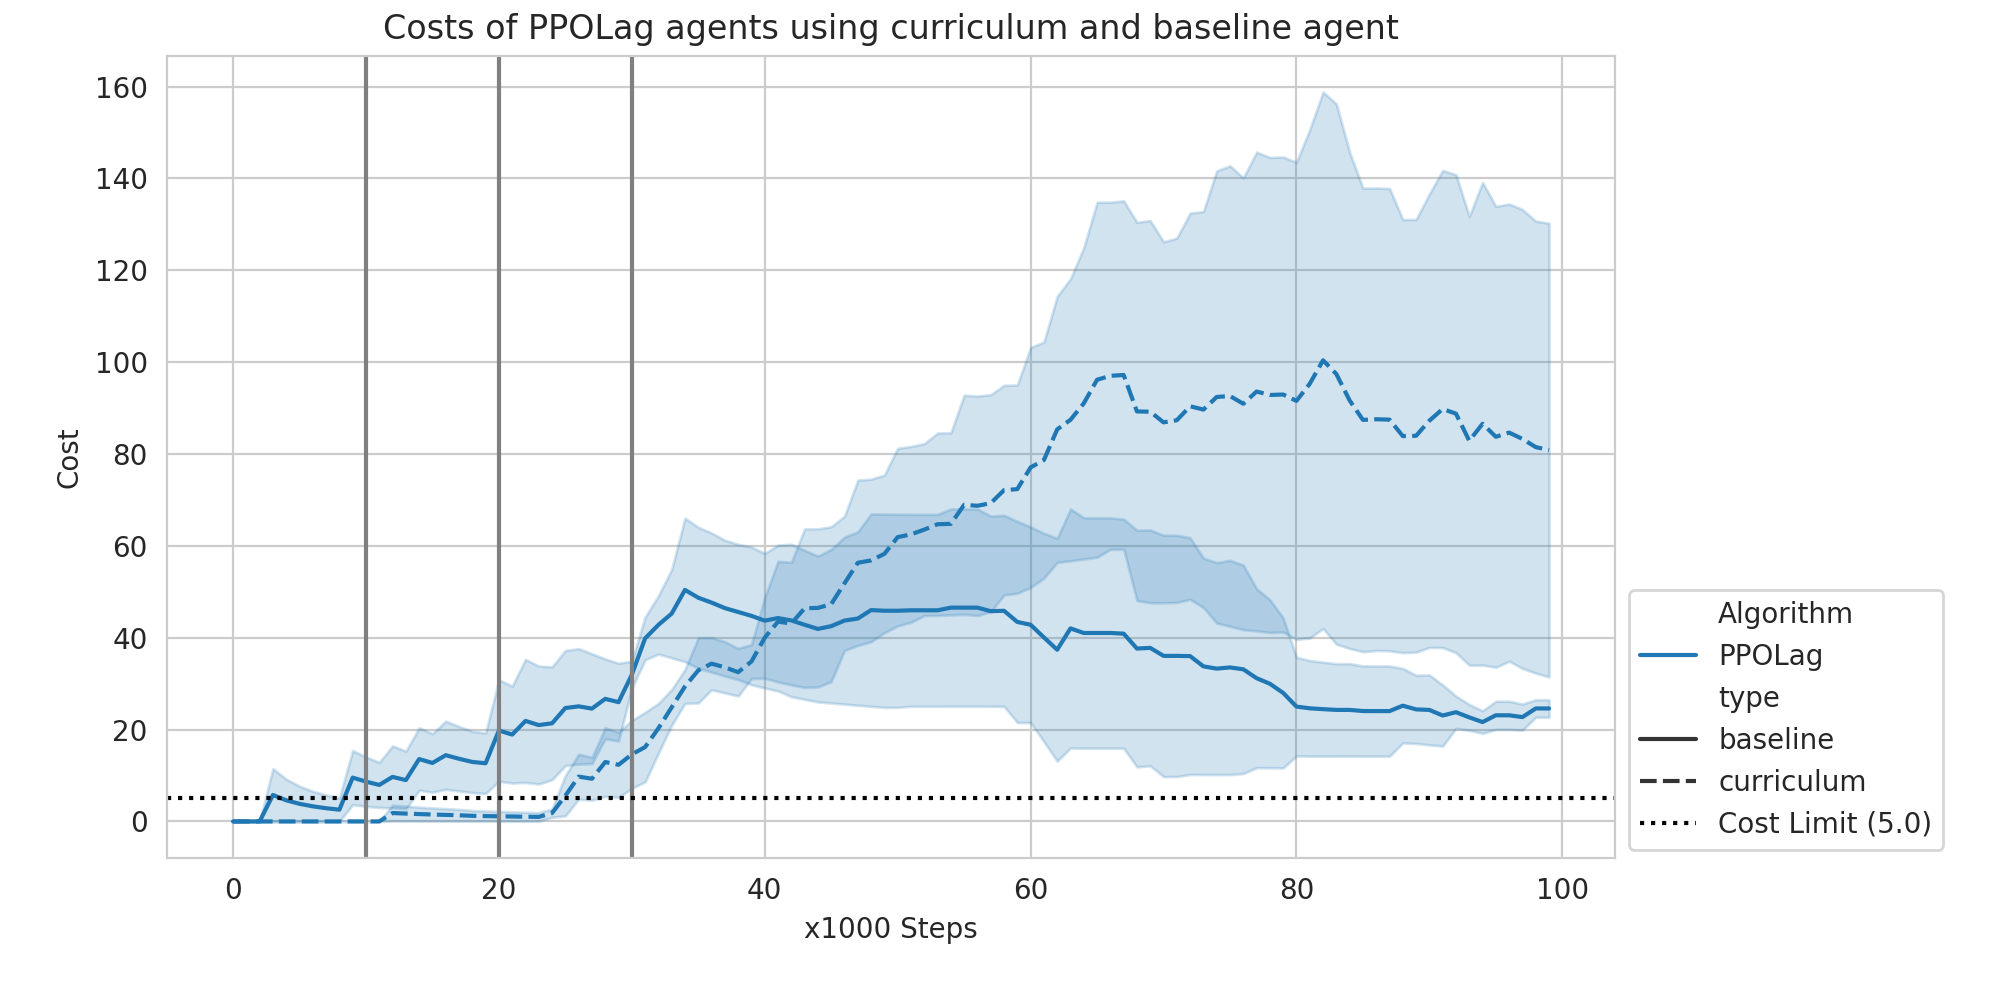 Costs of PPOLag agents using curriculum and baseline agent
160
140
120
100
80
60
40
20
0
Cost
0 20 40 60 80 100
x1000 Steps
Algorithm
PPOLag
type
baseline
curriculum
Cost Limit (5.0)